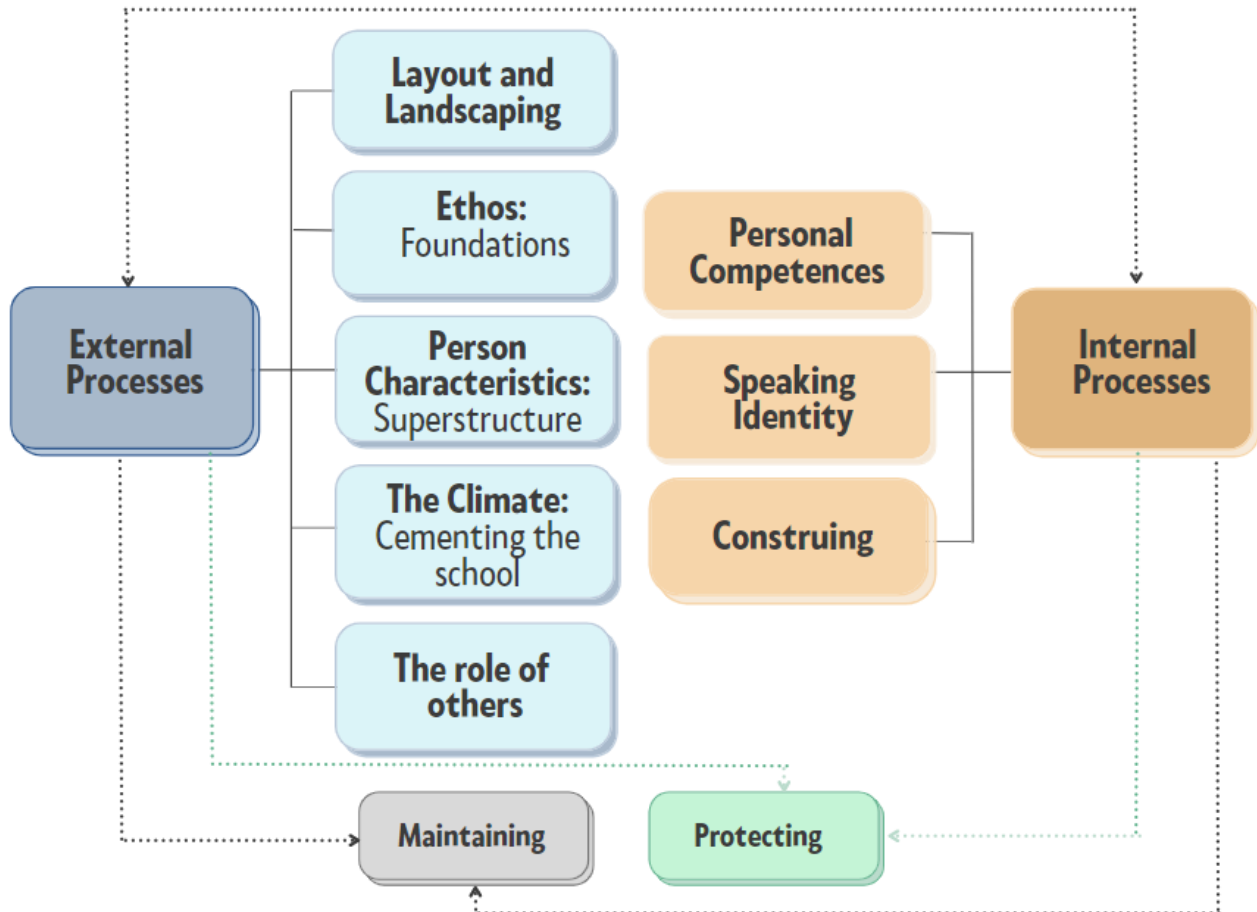 Layout and
Landscaping
Ethos:
Foundations
Person
Characteristics:
Superstructure
The Climate:
Cementing the
school
The role of
others
External
Processes
Personal
Competences
Speaking
Identity
Construing
Internal
Processes
Maintaining
Protecting